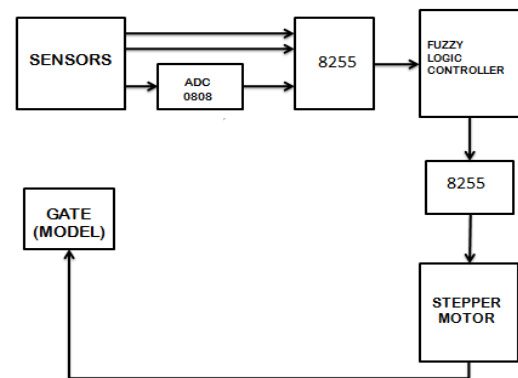 SENSORS
ADC
0808
8255
FUZZY
LOGIC
CONTROLLER
8255
GATE
(MODEL)
STEPPER
MOTOR